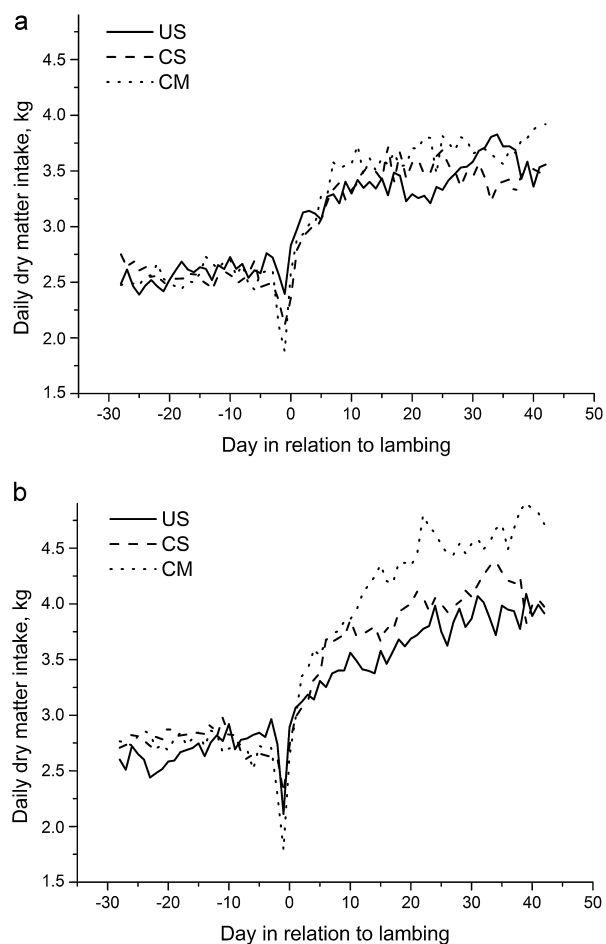 a
US
CS
CM
4.5
4.0
3.5
3.0
2.5
2.0
1.5
Daily dry matter intake, kg
-30 -20 -10 0 10 20 30 40 50
Day in relation to lambing
b
US
CS
CM
4.5
4.0
3.5
3.0
2.5
2.0
1.5
Daily dry matter intake, kg
-30 -20 -10 0 10 20 30 40 50
Day in relation to lambing